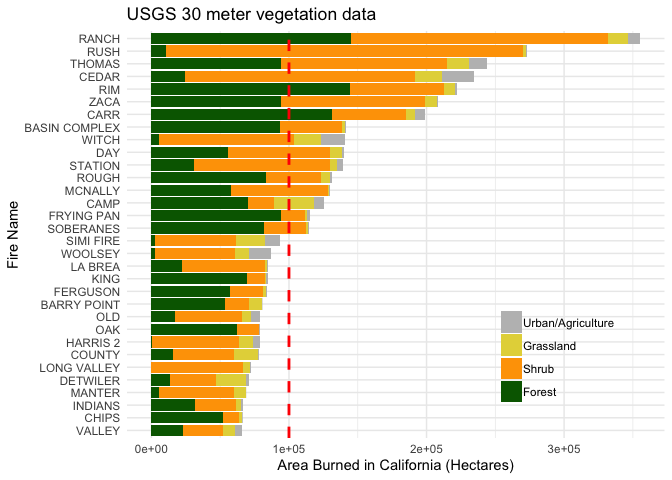 USGS 30 meter vegetation data
Fire Name
RANCH
RUSH
THOMAS
CEDAR
RIM
ZACA
CARR
BASIN COMPLEX
WITCH
DAY
STATION
ROUGH
MCNALLY
CAMP
FRYING PAN
SOBERANES
SIMI FIRE
WOOLSEY
LA BREA
KING
FERGUSON
BARRY POINT
OLD
OAK
HARRIS 2
COUNTY
LONG VALLEY
DETWILER
MANTER
INDIANS
CHIPS
VALLEY
Urban/Agriculture
Grassland
Shrub
Forest
0e+00 1e+05 2e+05 3e+05
Area Burned in California (Hectares)